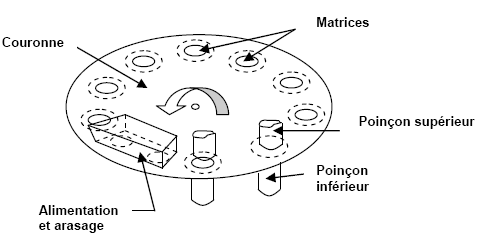 Matrices
Couronne
Poinçon supérieur
Poinçon
inférieur
Alimentation
et arasage